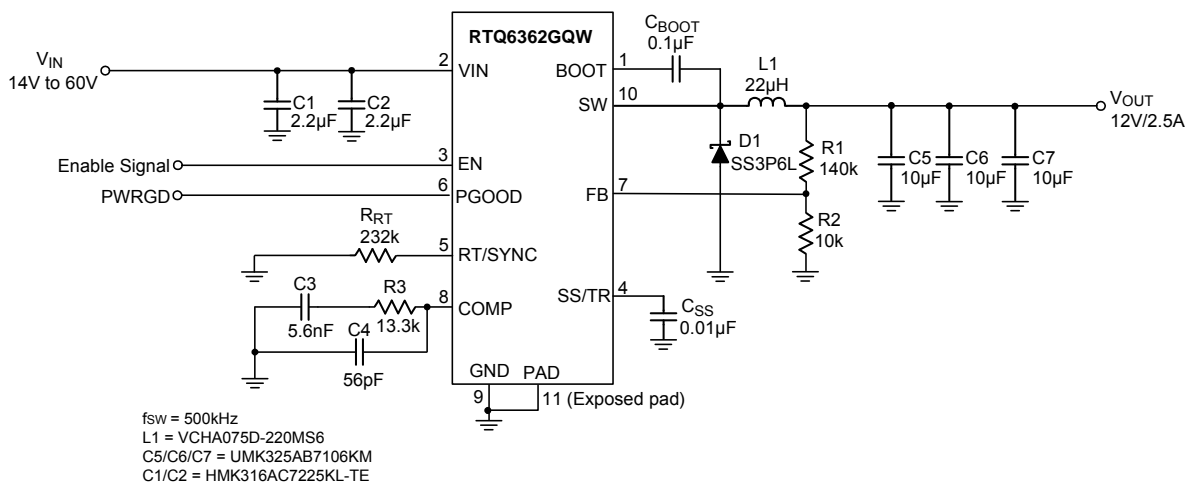 RTQ6362GQW
VIN
14V to 60V
2
VIN
C1
2.2µF
C2
2.2µF
Enable Signal
3
EN
PWRGD
6
PGOOD
RRT
232k
5
RT/SYNC
C3
5.6nF
R3
13.3k
8
COMP
C4
56pF
GND
9
PAD
11 (Exposed pad)
BOOT
1
CBOOT
0.1µF
SW
10
L1
22µH
VOUT
12V/2.5A
D1
SS3P6L
R1
140k
C5
10µF
C6
10µF
C7
10µF
FB
7
R2
10k
SS/TR
4
CSS
0.01µF
fSW = 500kHz
L1 = VCHA075D-220MS6
C5/C6/C7 = UMK325AB7106KM
C1/C2 = HMK316AC7225KL-TE